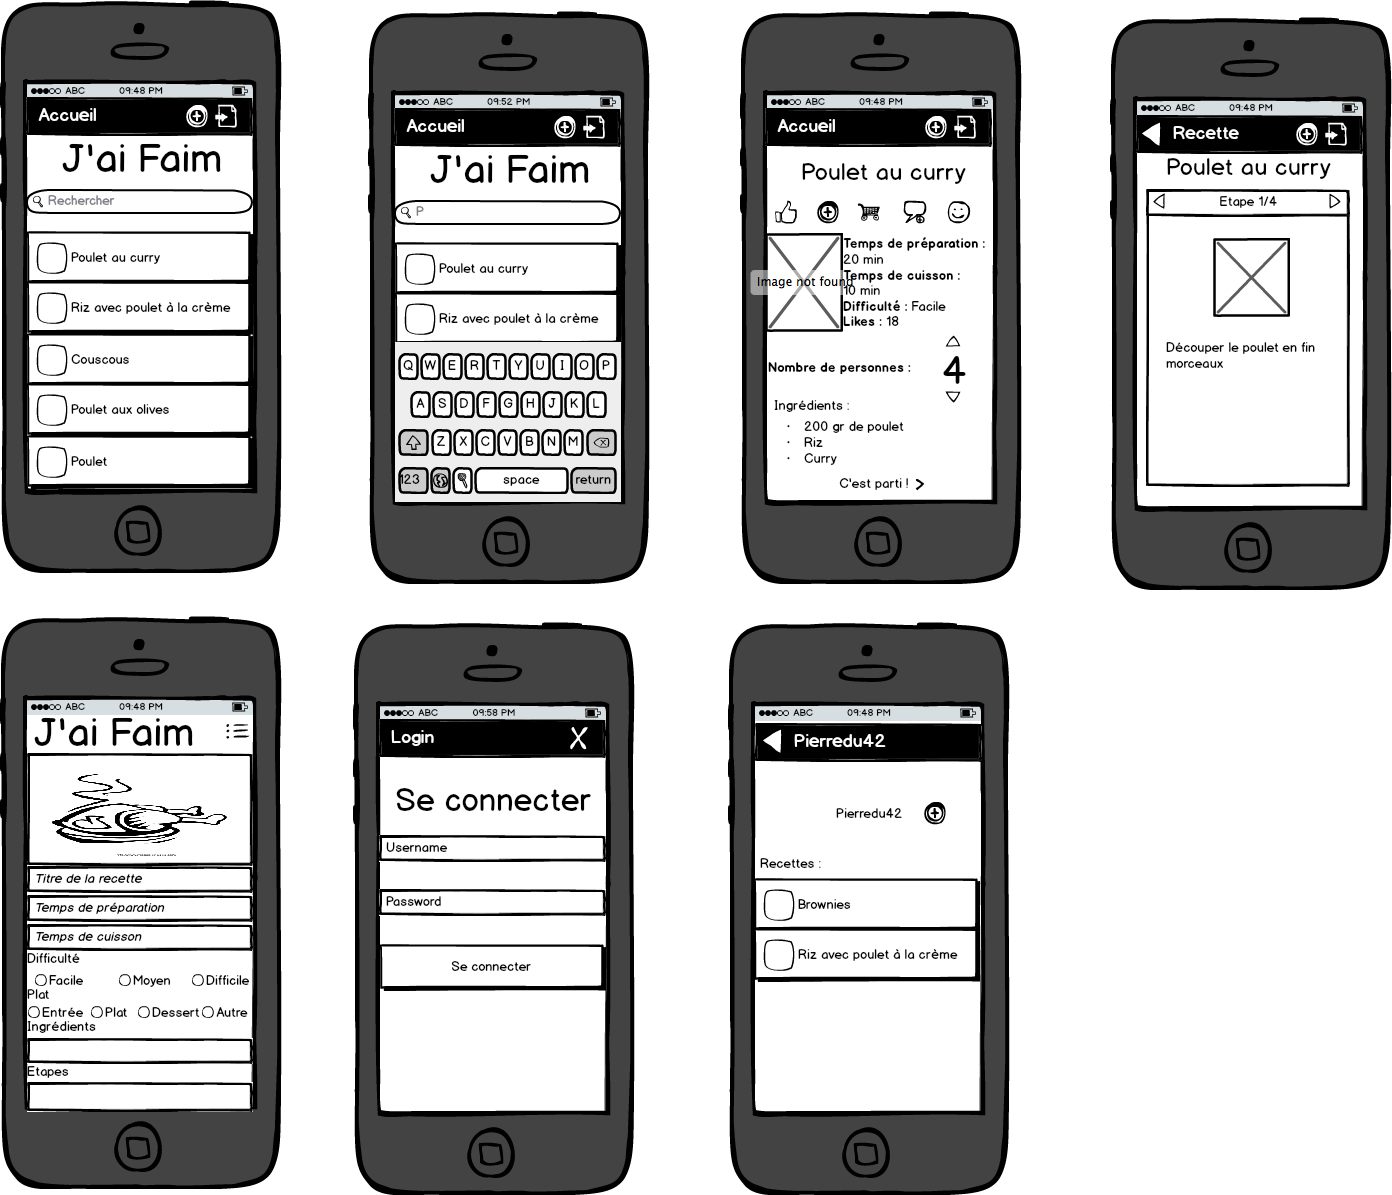 ABC 09:48 PM
Accueil
J'ai Faim
Rechercher
Poulet au curry
Riz avec poulet à la crème
Couscous
Poulet aux olives
Poulet
ABC 09:52 PM
Accueil
J'ai Faim
P
Poulet au curry
Riz avec poulet à la crème
Q W E R T Y U I O P
A S D F G H J K L
Z X C V B N M
123 space return
ABC 09:48 PM
Accueil
Poulet au curry
Image not found
Temps de préparation :
20 min
Temps de cuisson :
10 min
Difficulté : Facile
Likes : 18
Nombre de personnes : 4
Ingrédients :
· 200 gr de poulet
· Riz
· Curry
C'est parti !
ABC 09:48 PM
Recette
Poulet au curry
Etape 1/4
Découper le poulet en fin
morceaux
ABC 09:48 PM
J'ai Faim
Titre de la recette
Temps de préparation
Temps de cuisson
Difficulté
Facile Moyen Difficile
Plat
Entrée Plat Dessert Autre
Ingrédients
Etapes
ABC 09:58 PM
Login X
Se connecter
Username
Password
Se connecter
ABC 09:48 PM
Pierredu42
Pierredu42
Recettes :
Brownies
Riz avec poulet à la crème